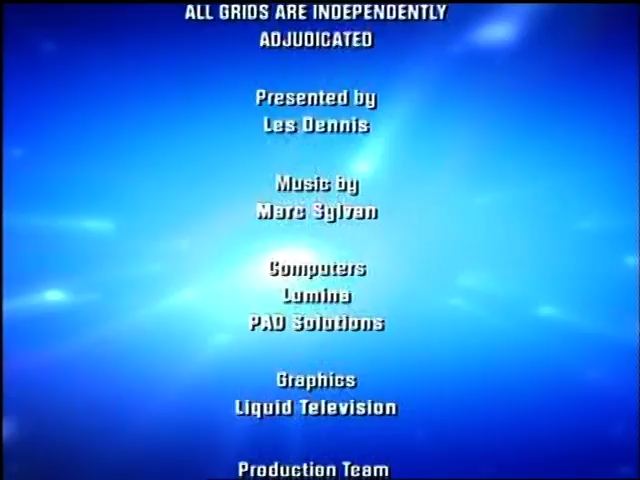 ALL GRIDS ARE INDEPENDENTLY
ADJUDICATED
Presented by
Les Dennis
Music by
Marc Sylvan
Computers
Lumina
PAD Solutions
Graphics
Liquid Television
Production Team